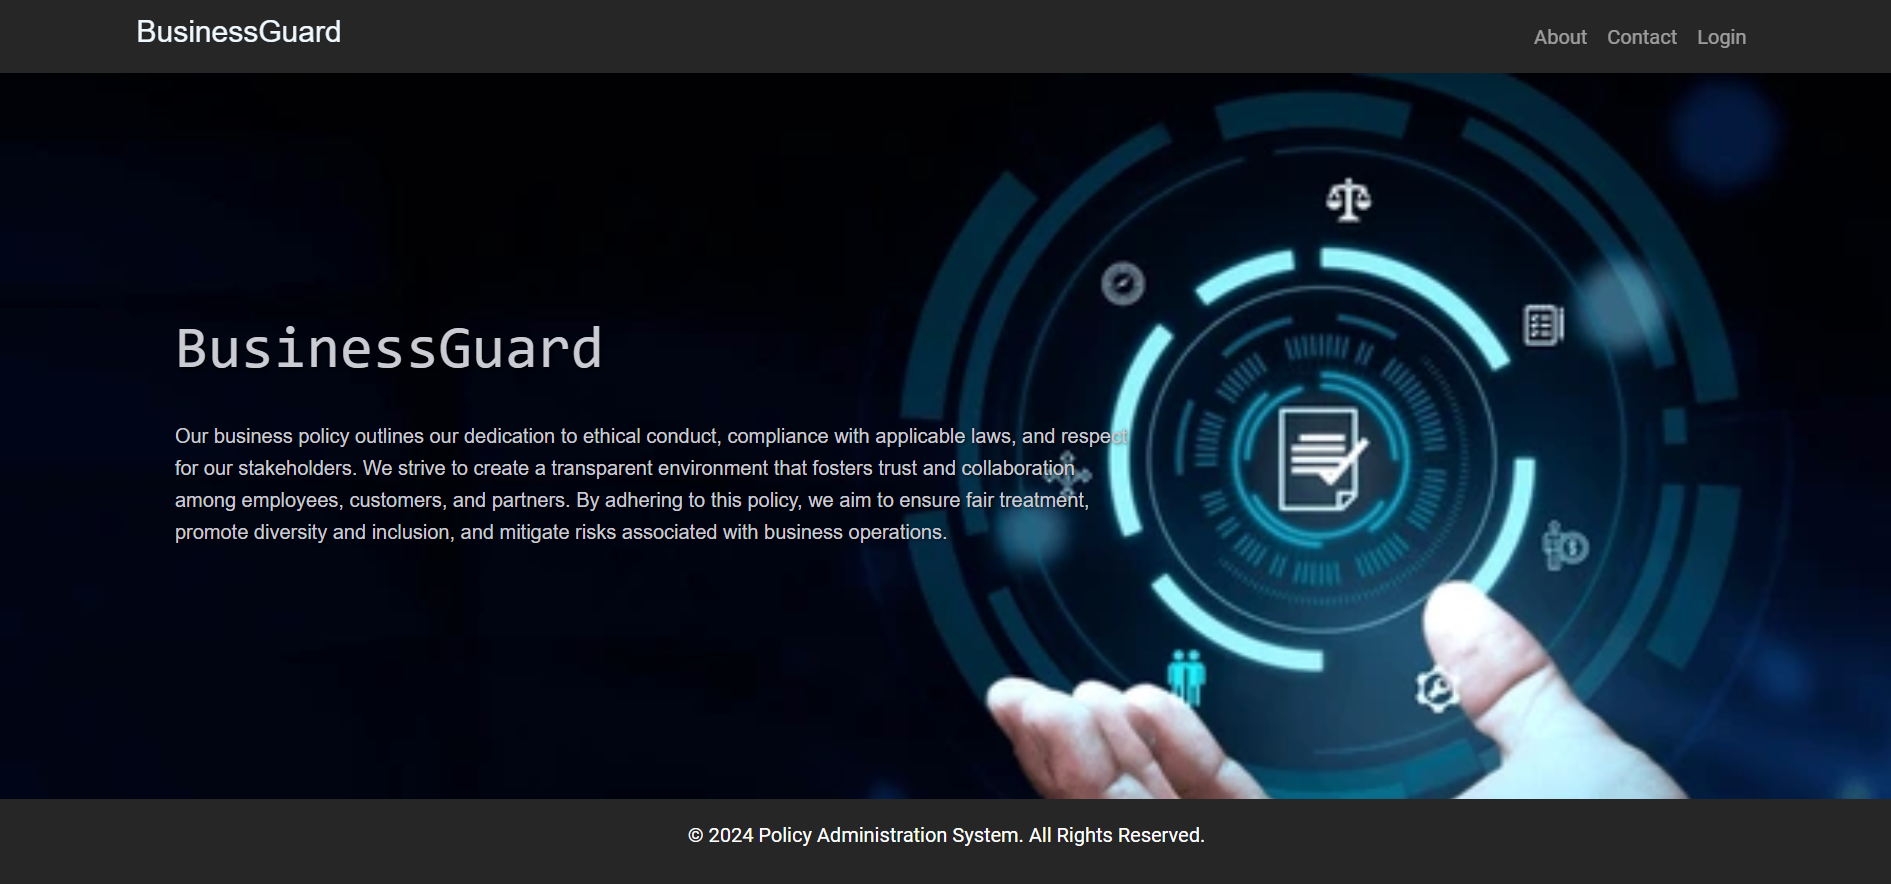 BusinessGuard
About Contact Login
BusinessGuard
Our business policy outlines our dedication to ethical conduct, compliance with applicable laws, and respect
for our stakeholders. We strive to create a transparent environment that fosters trust and collaboration
among employees, customers, and partners. By adhering to this policy, we aim to ensure fair treatment,
promote diversity and inclusion, and mitigate risks associated with business operations.
© 2024 Policy Administration System. All Rights Reserved.